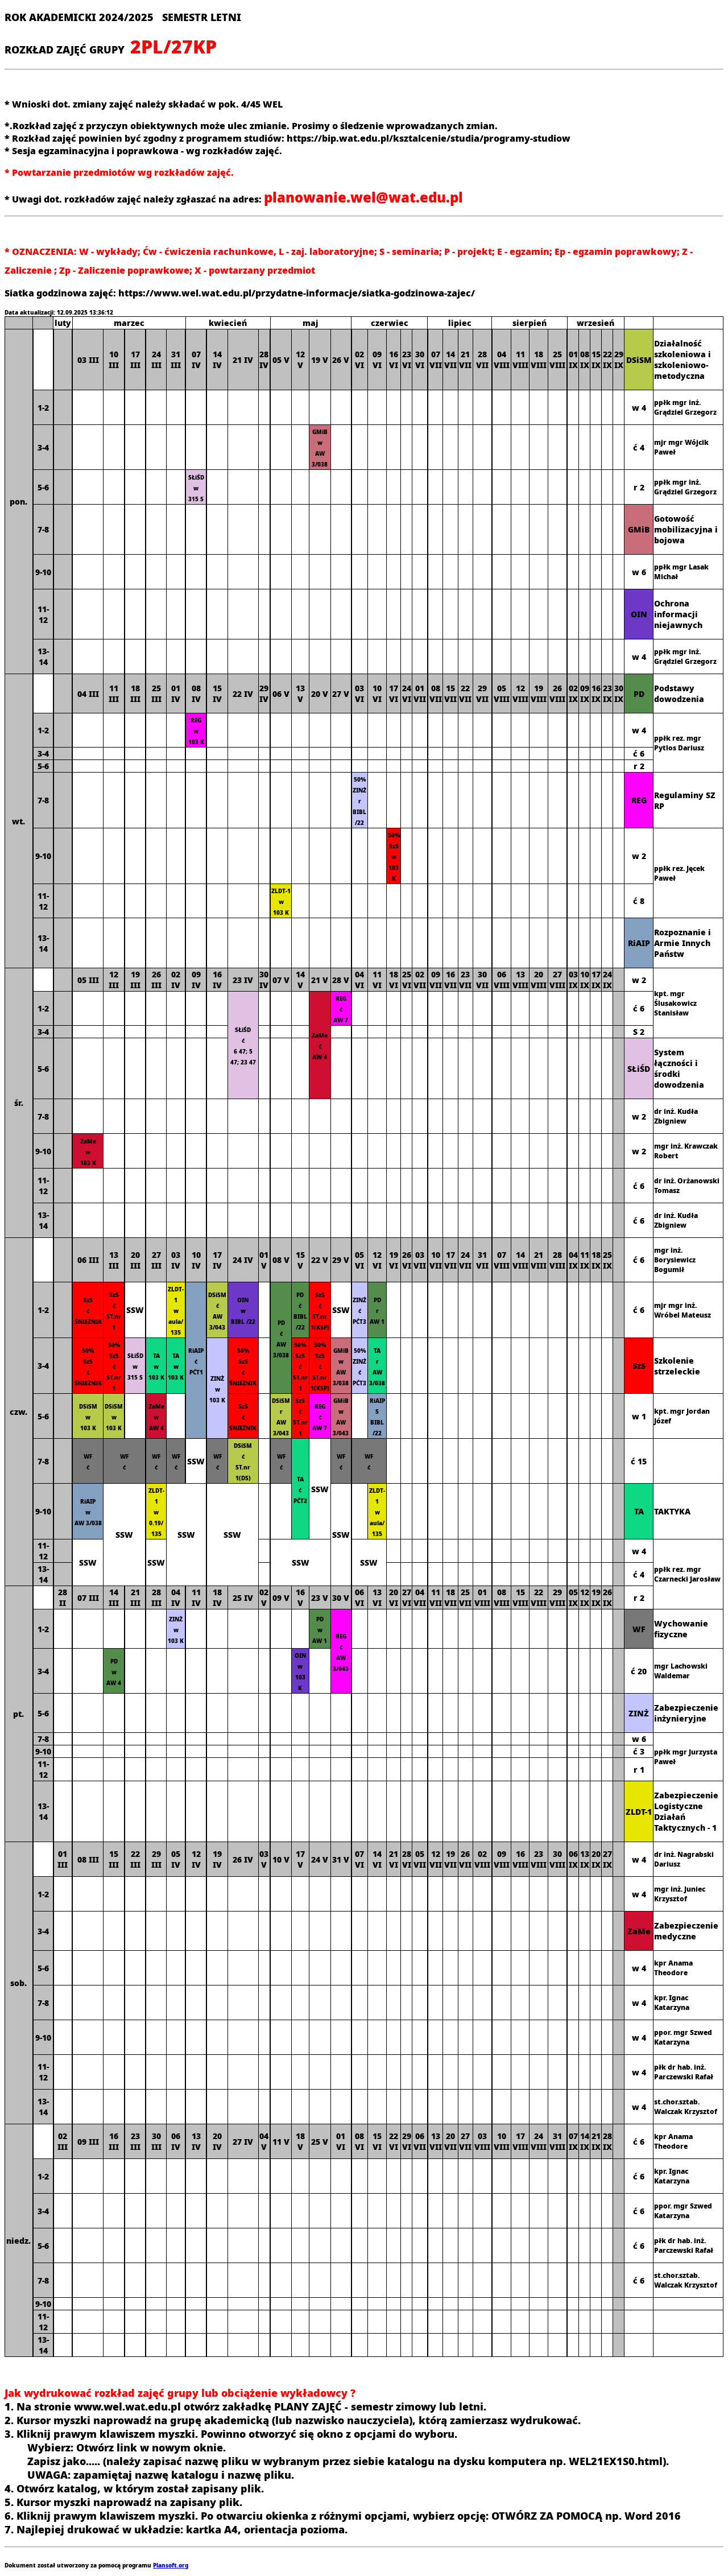 ROK AKADEMICKI 2024/2025 SEMESTR LETNI
ROZKŁAD ZAJĘĆ GRUPY 2PL/27KP
* Wnioski dot. zmiany zajęć należy składać w pok. 4/45 WEL
*.Rozkład zajęć z przyczyn obiektywnych może ulec zmianie. Prosimy o śledzenie wprowadzanych zmian.
* Rozkład zajęć powinien być zgodny z programem studiów: https://bip.wat.edu.pl/ksztalcenie/studia/programy-studiow
* Sesja egzaminacyjna i poprawkowa - wg rozkładów zajęć.
* Powtarzanie przedmiotów wg rozkładów zajęć.
* Uwagi dot. rozkładów zajęć należy zgłaszać na adres: planowanie.wel@wat.edu.pl
* OZNACZENIA: W - wykłady; Ćw - ćwiczenia rachunkowe, L - zaj. laboratoryjne; S - seminaria; P - projekt; E - egzamin; Ep - egzamin poprawkowy; Z -
Zaliczenie ; Zp - Zaliczenie poprawkowe; X - powtarzany przedmiot
Siatka godzinowa zajęć: https://www.wel.wat.edu.pl/przydatne-informacje/siatka-godzinowa-zajec/
Data aktualizacji: 12.09.2025 13:36:12
luty marzec kwiecień maj czerwiec lipiec sierpień wrzesień
pon. 03 III 10 III 17 III 24 III 31 III 07 IV 14 IV 21 IV 28 IV 05 V 12 V 19 V 26 V 02 VI 09 VI 16 VI 23 VI 30 VI 07 VII 14 VII 21 VII 28 VII 04 VIII 11 VIII 18 VIII 25 VIII 01 IX 08 IX 15 IX 22 IX 29 IX DSiSM Działalność szkoleniowa i szkoleniowo-metodyczna
1-2 w 4 ppłk mgr inż. Grądziel Grzegorz
3-4 GMiB w AW 3/038 ć 4 mjr mgr Wójcik Paweł
5-6 SŁiŚD w 315 S r 2 ppłk mgr inż. Grądziel Grzegorz
7-8 GMiB Gotowość mobilizacyjna i bojowa
9-10 w 6 ppłk mgr Lasak Michał
11-12 OIN Ochrona informacji niejawnych
13-14 w 4 ppłk mgr inż. Grądziel Grzegorz
wt. 04 III 11 III 18 III 25 III 01 IV 08 IV 15 IV 22 IV 29 IV 06 V 13 V 20 V 27 V 03 VI 10 VI 17 VI 24 VI 01 VII 08 VII 15 VII 22 VII 29 VII 05 VIII 12 VIII 19 VIII 26 VIII 02 IX 09 IX 16 IX 23 IX 30 IX PD Podstawy dowodzenia
1-2 REG w 103 K w 4 ppłk rez. mgr Pytlos Dariusz
3-4 ć 6
5-6 r 2
7-8 50% ZINŻ r BIBL /22 REG Regulaminy SZ RP
9-10 50% SzS w 103 K w 2 ppłk rez. Jęcek Paweł
11-12 ZLDT-1 w 103 K ć 8
13-14 RiAIP Rozpoznanie i Armie Innych Państw
śr. 05 III 12 III 19 III 26 III 02 IV 09 IV 16 IV 23 IV 30 IV 07 V 14 V 21 V 28 V 04 VI 11 VI 18 VI 25 VI 02 VII 09 VII 16 VII 23 VII 30 VII 06 VIII 13 VIII 20 VIII 27 VIII 03 IX 10 IX 17 IX 24 IX w 2 kpt. mgr Ślusakowicz Stanisław
1-2 SŁiŚD ć 6 47; 5 47; 23 47 ZaMe ć AW 4 REG ć AW 7 ć 6
3-4 S 2
5-6 SŁiŚD System łączności i środki dowodzenia
7-8 w 2 dr inż. Kudła Zbigniew
9-10 ZaMe w 103 K w 2 mgr inż. Krawczak Robert
11-12 ć 6 dr inż. Orżanowski Tomasz
13-14 ć 6 dr inż. Kudła Zbigniew
czw. 06 III 13 III 20 III 27 III 03 IV 10 IV 17 IV 24 IV 01 V 08 V 15 V 22 V 29 V 05 VI 12 VI 19 VI 26 VI 03 VII 10 VII 17 VII 24 VII 31 VII 07 VIII 14 VIII 21 VIII 28 VIII 04 IX 11 IX 18 IX 25 IX ć 6 mgr inż. Borysiewicz Bogumił
1-2 SzS ć ŚNIEŻNIK SzS ć ST.nr 1 SSW ZLDT-1 w aula/ 135 RiAIP ć PĆT1 DSiSM ć AW 3/043 OIN w BIBL /22 PD ć AW 3/038 PD ć BIBL /22 SzS ć ST.nr 1(KSP) SSW ZINŻ ć PĆT3 PD r AW 1 ć 6 mjr mgr inż. Wróbel Mateusz
3-4 50% SzS ć ŚNIEŻNIK 50% SzS ć ST.nr 1 SŁiŚD w 315 S TA w 103 K TA w 103 K ZINŻ w 103 K 50% SzS ć ŚNIEŻNIK 50% SzS ć ST.nr 1 50% SzS ć ST.nr 1(KSP) GMiB w AW 3/038 50% ZINŻ ć PĆT3 TA r AW 3/038 SzS Szkolenie strzeleckie
5-6 DSiSM w 103 K DSiSM w 103 K ZaMe w AW 4 SzS ć ŚNIEŻNIK DSiSM r AW 3/043 SzS ć ST.nr 1 REG ć AW 7 GMiB w AW 3/043 RiAIP S BIBL /22 w 1 kpt. mgr Jordan Józef
7-8 WF ć WF ć WF ć WF ć SSW WF ć DSiSM ć ST.nr 1(DS) WF ć TA ć PĆT2 SSW WF ć WF ć ć 15
9-10 RiAIP w AW 3/038 SSW ZLDT-1 w 0.19/ 135 SSW SSW SSW ZLDT-1 w aula/ 135 TA TAKTYKA
11-12 SSW SSW SSW SSW w 4 ppłk rez. mgr Czarnecki Jarosław
13-14 ć 4
pt. 28 II 07 III 14 III 21 III 28 III 04 IV 11 IV 18 IV 25 IV 02 V 09 V 16 V 23 V 30 V 06 VI 13 VI 20 VI 27 VI 04 VII 11 VII 18 VII 25 VII 01 VIII 08 VIII 15 VIII 22 VIII 29 VIII 05 IX 12 IX 19 IX 26 IX r 2
1-2 ZINŻ w 103 K PD w AW 1 REG ć AW 3/043 WF Wychowanie fizyczne
3-4 PD w AW 4 OIN w 103 K ć 20 mgr Lachowski Waldemar
5-6 ZINŻ Zabezpieczenie inżynieryjne
7-8 w 6 ppłk mgr Jurzysta Paweł
9-10 ć 3
11-12 r 1
13-14 ZLDT-1 Zabezpieczenie Logistyczne Działań Taktycznych - 1
sob. 01 III 08 III 15 III 22 III 29 III 05 IV 12 IV 19 IV 26 IV 03 V 10 V 17 V 24 V 31 V 07 VI 14 VI 21 VI 28 VI 05 VII 12 VII 19 VII 26 VII 02 VIII 09 VIII 16 VIII 23 VIII 30 VIII 06 IX 13 IX 20 IX 27 IX w 4 dr inż. Nagrabski Dariusz
1-2 w 4 mgr inż. Juniec Krzysztof
3-4 ZaMe Zabezpieczenie medyczne
5-6 w 4 kpr Anama Theodore
7-8 w 4 kpr. Ignac Katarzyna
9-10 w 4 ppor. mgr Szwed Katarzyna
11-12 w 4 płk dr hab. inż. Parczewski Rafał
13-14 w 4 st.chor.sztab. Walczak Krzysztof
niedz. 02 III 09 III 16 III 23 III 30 III 06 IV 13 IV 20 IV 27 IV 04 V 11 V 18 V 25 V 01 VI 08 VI 15 VI 22 VI 29 VI 06 VII 13 VII 20 VII 27 VII 03 VIII 10 VIII 17 VIII 24 VIII 31 VIII 07 IX 14 IX 21 IX 28 IX ć 6 kpr Anama Theodore
1-2 ć 6 kpr. Ignac Katarzyna
3-4 ć 6 ppor. mgr Szwed Katarzyna
5-6 ć 6 płk dr hab. inż. Parczewski Rafał
7-8 ć 6 st.chor.sztab. Walczak Krzysztof
9-10
11-12
13-14
Jak wydrukować rozkład zajęć grupy lub obciążenie wykładowcy ?
1. Na stronie www.wel.wat.edu.pl otwórz zakładkę PLANY ZAJĘĆ - semestr zimowy lub letni.
2. Kursor myszki naprowadź na grupę akademicką (lub nazwisko nauczyciela), którą zamierzasz wydrukować.
3. Kliknij prawym klawiszem myszki. Powinno otworzyć się okno z opcjami do wyboru.
Wybierz: Otwórz link w nowym oknie.
Zapisz jako..... (należy zapisać nazwę pliku w wybranym przez siebie katalogu na dysku komputera np. WEL21EX1S0.html).
UWAGA: zapamiętaj nazwę katalogu i nazwę pliku.
4. Otwórz katalog, w którym został zapisany plik.
5. Kursor myszki naprowadź na zapisany plik.
6. Kliknij prawym klawiszem myszki. Po otwarciu okienka z różnymi opcjami, wybierz opcję: OTWÓRZ ZA POMOCĄ np. Word 2016
7. Najlepiej drukować w układzie: kartka A4, orientacja pozioma.
Dokument został utworzony za pomocą programu Plansoft.org